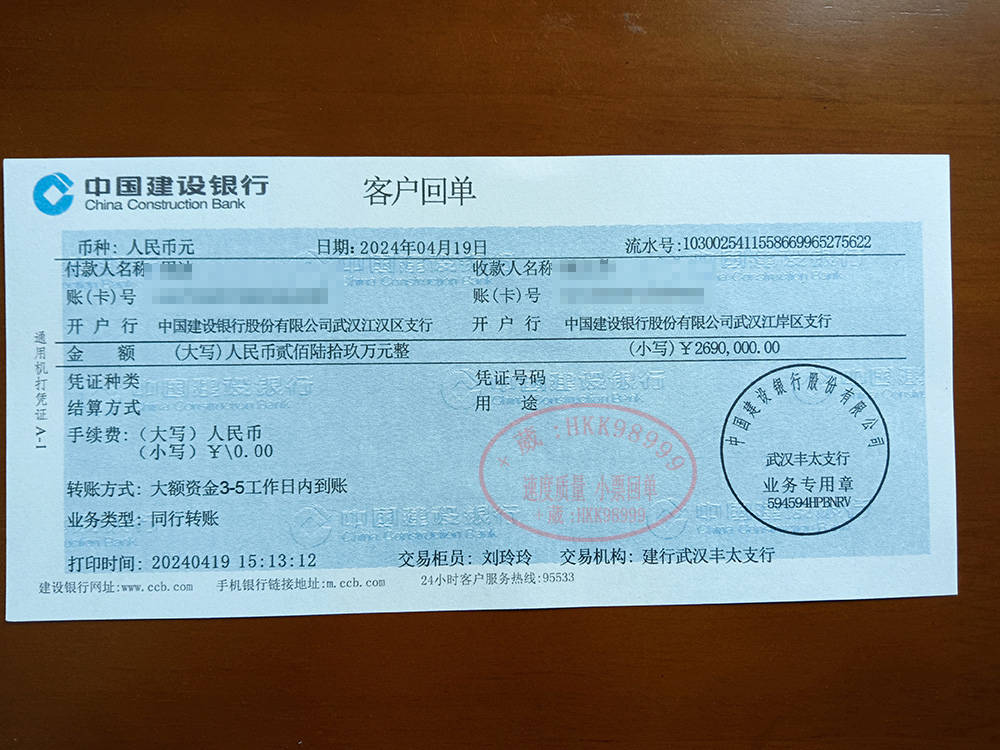 中国建设银行
China Construction Bank
客户回单
币种：人民币元 日期:2024年04月19日 流水号:1030025411558669965275622
付款人名称 收款人名称
账(卡)号 账(卡)号
开 户 行 中国建设银行股份有限公司武汉江汉区支行 开 户 行 中国建设银行股份有限公司武汉江岸区支行
金 额 (大写)人民币贰佰陆拾玖万元整 (小写)￥2690,000.00
凭证种类 凭证号码
结算方式 用 途
手续费:（大写）人民币
（小写）￥\0.00
转账方式：大额资金3-5工作日内到账
业务类型：同行转账
打印时间：20240419 15:13:12 交易柜员：刘玲玲 交易机构：建行武汉丰太支行
建设银行网址:www.ccb.com 手机银行链接地址:m.ccb.com 24小时客户服务热线:95533
通用机打凭证A-1
中国建设银行股份有限公司
武汉丰太支行
业务专用章
594594HPBNRV
+葳:HKK98999
速度质量 小票回单
+葳:HKK98999